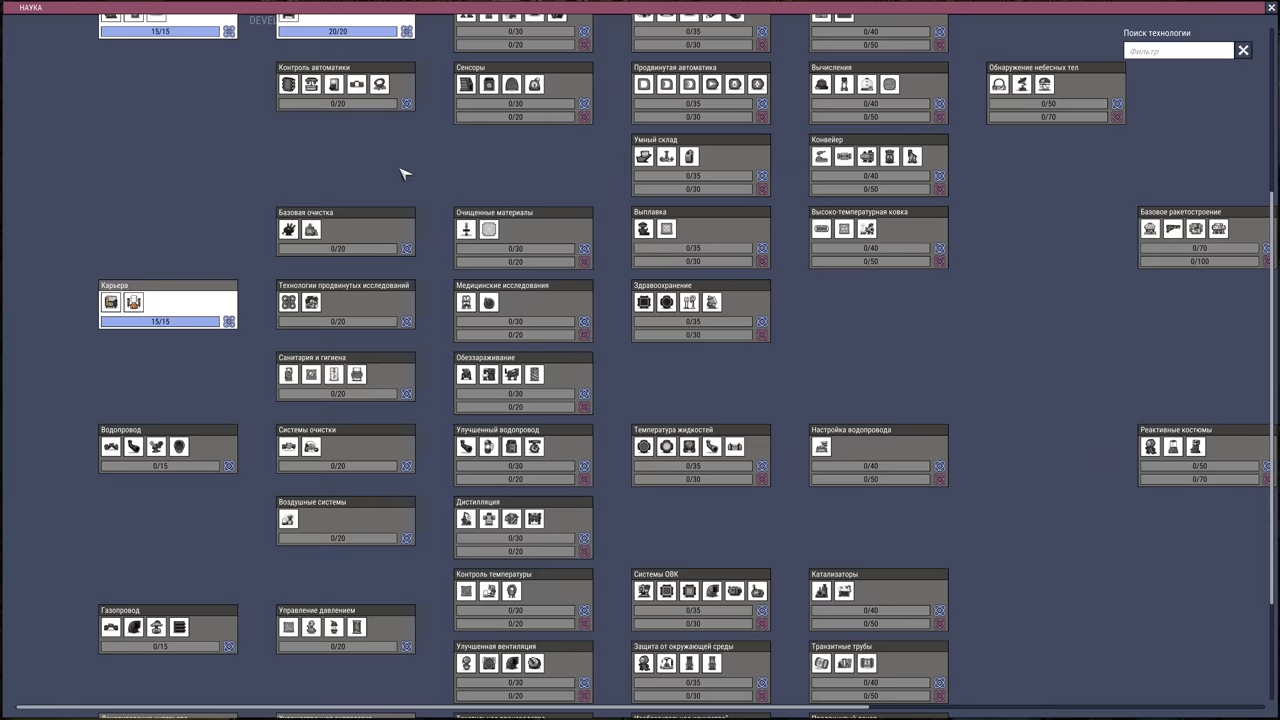 НАУКА
DEVEL
15/15
20/20
0/30
0/20
0/35
0/30
0/40
0/50
Поиск технологии
Фильтр
Контроль автоматики
0/20
Сенсоры
0/30
0/20
Продвинутая автоматика
0/35
0/30
Вычисления
0/40
0/50
Обнаружение небесных тел
0/50
0/70
Умный склад
0/35
0/30
Конвейер
0/40
0/50
Базовая очистка
0/20
Очищенные материалы
0/30
0/20
Выплавка
0/35
0/30
Высоко-температурная ковка
0/40
0/50
Базовое ракетостроение
0/70
0/100
Карьера
15/15
Технологии продвинутых исследований
0/20
Медицинские исследования
0/30
0/20
Здравоохранение
0/35
0/30
Санитария и гигиена
0/20
Обеззараживание
0/30
0/20
Водопровод
0/15
Системы очистки
0/20
Улучшенный водопровод
0/30
0/20
Температура жидкостей
0/35
0/30
Настройка водопровода
0/40
0/50
Реактивные костюмы
0/50
0/70
Воздушные системы
0/20
Дистилляция
0/30
0/20
Контроль температуры
0/30
0/20
Системы ОВК
0/35
0/30
Катализаторы
0/40
0/50
Газопровод
0/15
Управление давлением
0/20
Улучшенная вентиляция
0/30
0/20
Защита от окружающей среды
0/35
0/30
Транзитные трубы
0/40
0/50